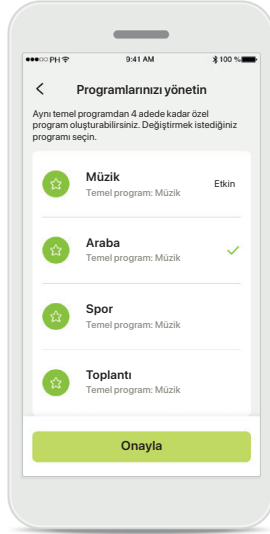 PH 9:41 AM 100 %
Programlarınızı yönetin
Aynı temel programdan 4 adede kadar özel
program oluşturabilirsiniz. Değiştirmek istediğiniz
programı seçin.
Müzik Etkin
Temel program: Müzik
Araba
Temel program: Müzik
Spor
Temel program: Müzik
Toplantı
Temel program: Müzik
Onayla